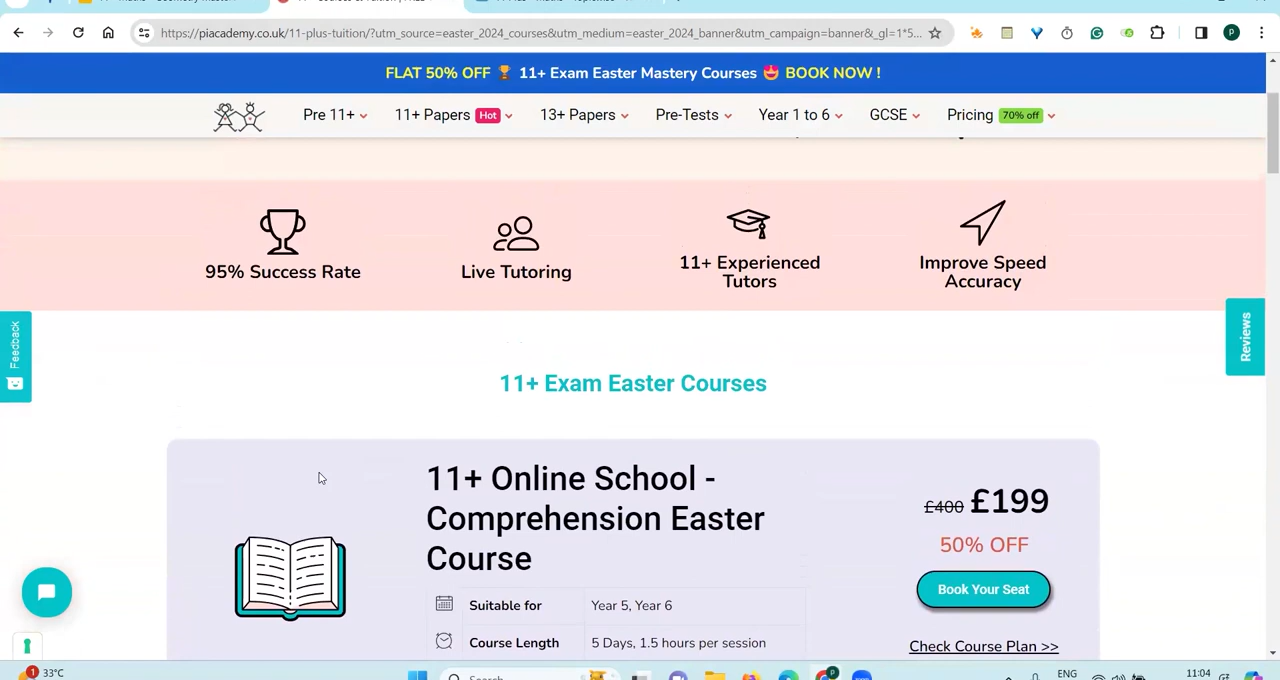 https://piacademy.co.uk/11-plus-tuition/?utm_source=easter_2024_courses&utm_medium=easter_2024_banner&utm_campaign=banner&_gl=1*5...
P
FLAT 50% OFF 🏆 11+ Exam Easter Mastery Courses 🤩 BOOK NOW !
Pre 11+ 11+ Papers Hot 13+ Papers Pre-Tests Year 1 to 6 GCSE Pricing 70% off
95% Success Rate
Live Tutoring
11+ Experienced
Tutors
Improve Speed
Accuracy
Feedback
Reviews
11+ Exam Easter Courses
11+ Online School -
Comprehension Easter
Course
Suitable for Year 5, Year 6
Course Length 5 Days, 1.5 hours per session
£400 £199
50% OFF
Book Your Seat
Check Course Plan >>
1
33°C
Search
P
ENG
11:04